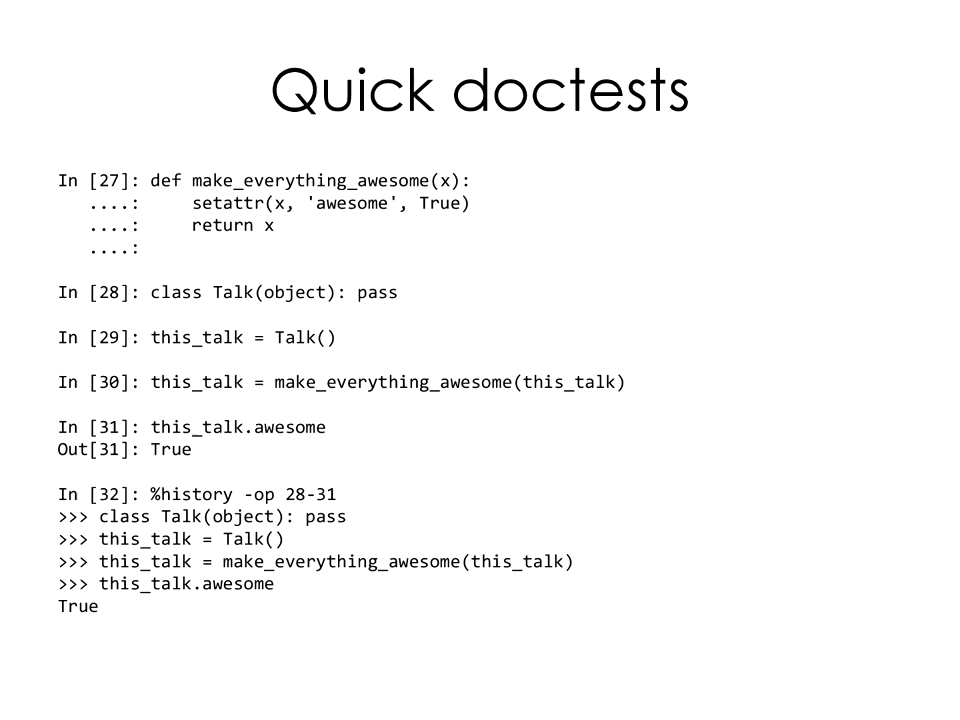 Quick doctests
In [27]: def make_everything_awesome(x):
   ....:     setattr(x, 'awesome', True)
   ....:     return x
   ....:
In [28]: class Talk(object): pass
In [29]: this_talk = Talk()
In [30]: this_talk = make_everything_awesome(this_talk)
In [31]: this_talk.awesome
Out[31]: True
In [32]: %history -op 28-31
>>> class Talk(object): pass
>>> this_talk = Talk()
>>> this_talk = make_everything_awesome(this_talk)
>>> this_talk.awesome
True